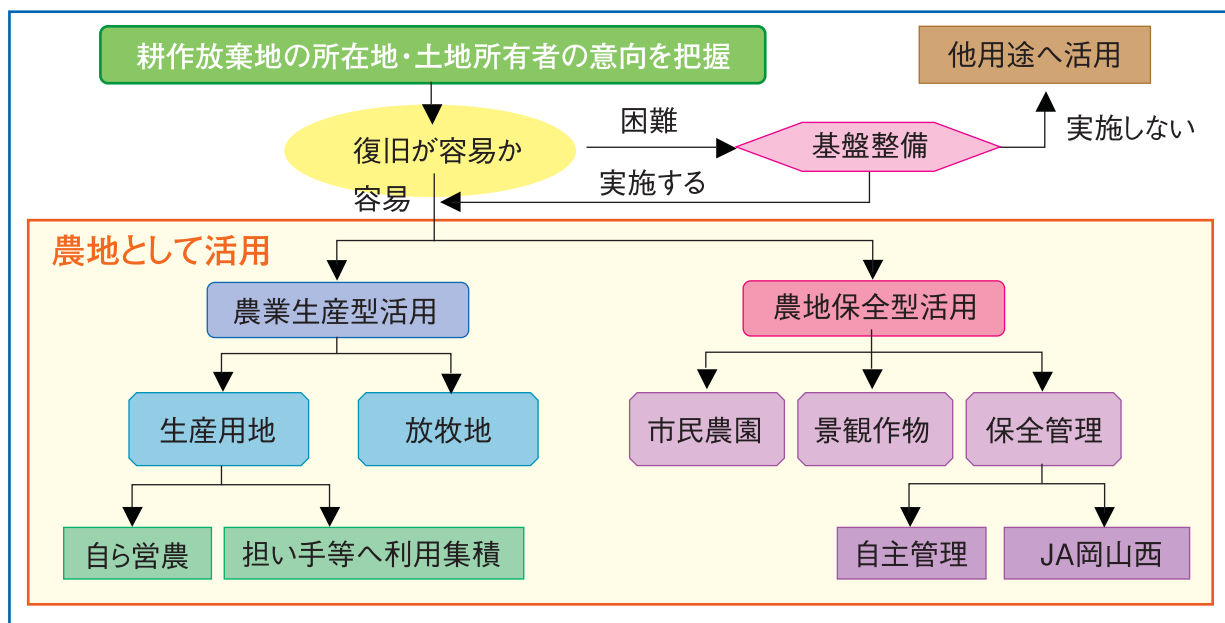 耕作放棄地の所在地・土地所有者の意向を把握
他用途へ活用
困難
実施しない
復旧が容易か
基盤整備
実施する
容易
農地として活用
農業生産型活用
農地保全型活用
生産用地
放牧地
市民農園
景観作物
保全管理
自ら営農
担い手等へ利用集積
自主管理
JA岡山西